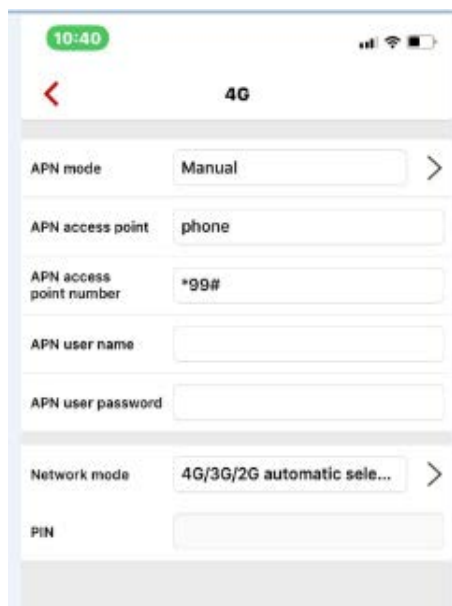 10:40
4G
APN mode
Manual
APN access point
phone
APN access
point number
*99#
APN user name
APN user password
Network mode
4G/3G/2G automatic sele...
PIN